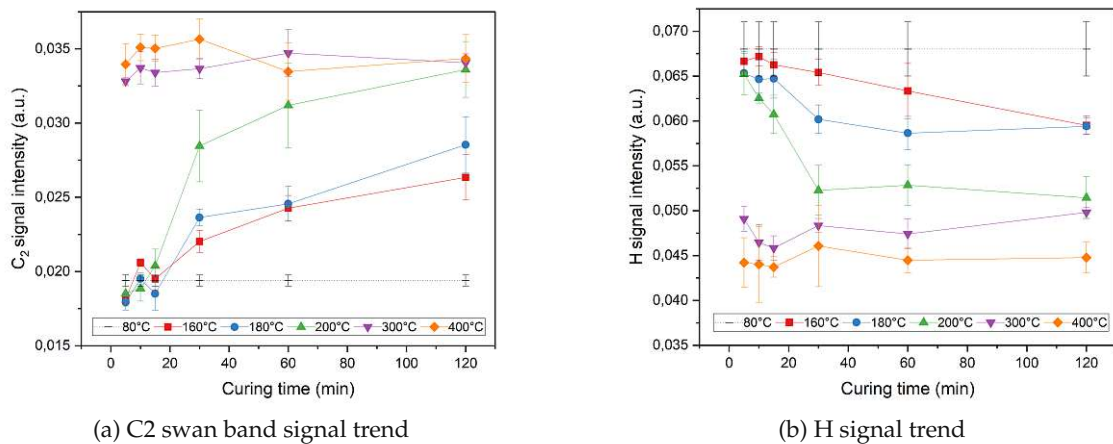 0,035
0,030
0,025
0,020
0,015
C2 signal intensity (a.u.)
80°C 160°C 180°C 200°C 300°C 400°C
0 20 40 60 80 100 120
Curing time (min)
(a) C2 swan band signal trend
0,070
0,065
0,060
0,055
0,050
0,045
0,040
0,035
H signal intensity (a.u.)
80°C 160°C 180°C 200°C 300°C 400°C
0 20 40 60 80 100 120
Curing time (min)
(b) H signal trend